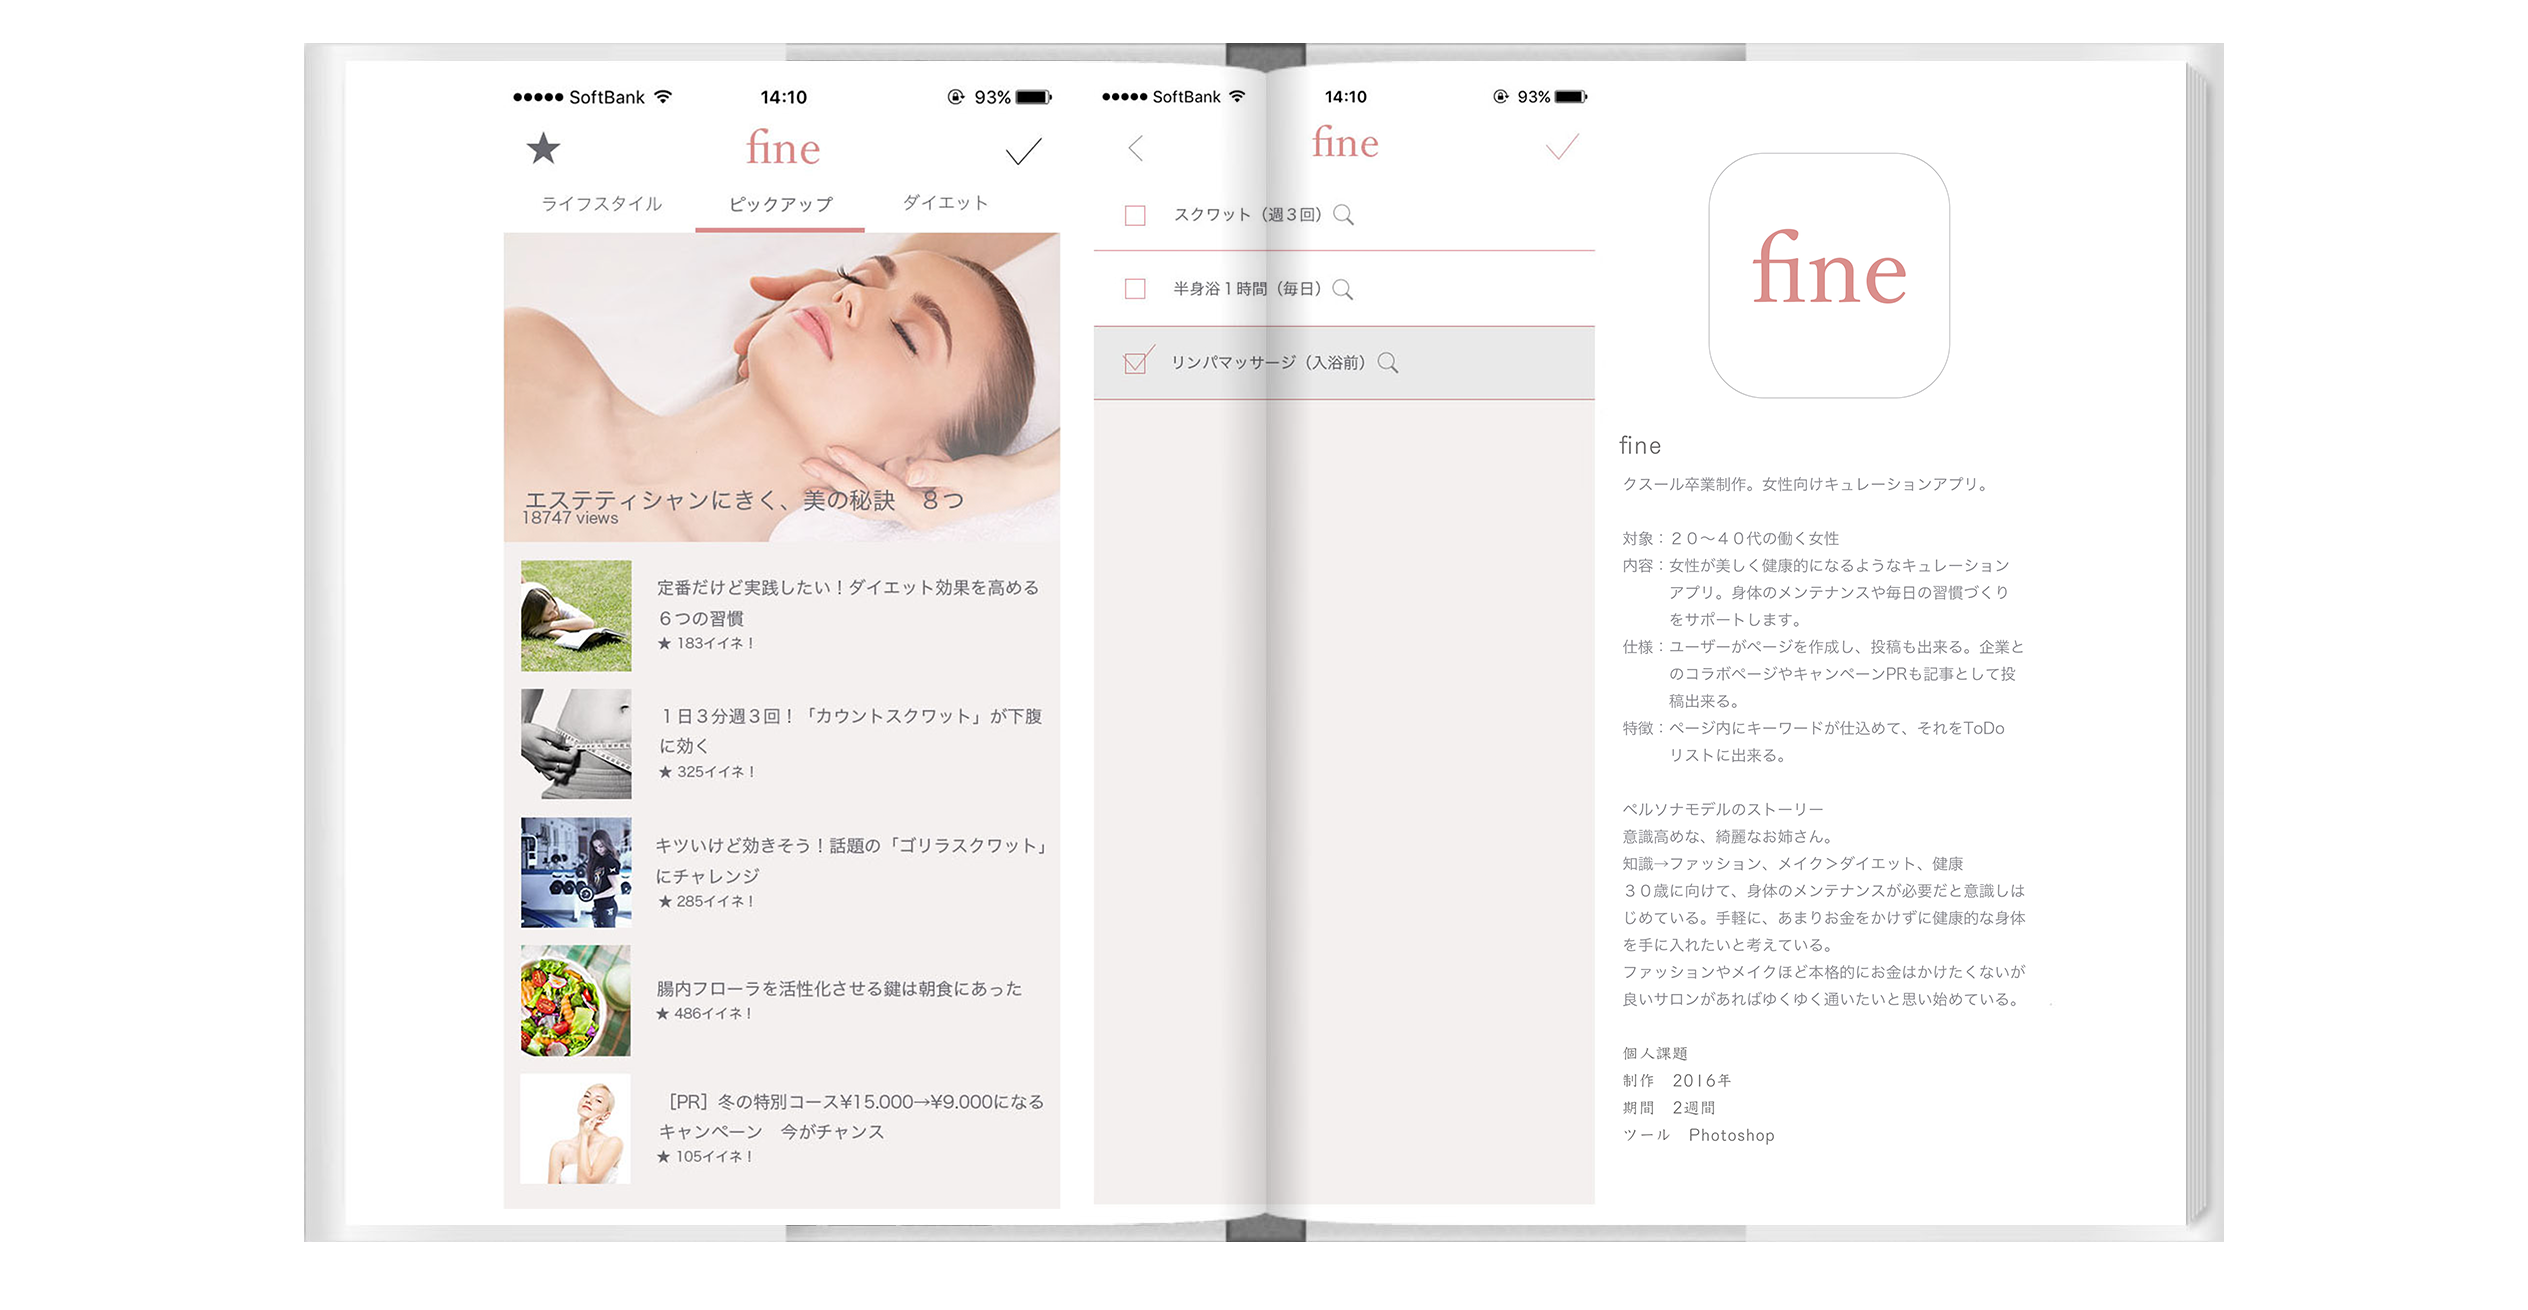 ●●●●● SoftBank 14:10 93%
fine
ライフスタイル ピックアップ ダイエット
エステティシャンにきく、美の秘訣　８つ
18747 views
定番だけど実践したい！ダイエット効果を高める
６つの習慣
★ 183イイネ！
１日３分週３回！「カウントスクワット」が下腹
に効く
★ 325イイネ！
キツいけど効きそう！話題の「ゴリラスクワット」
にチャレンジ
★ 285イイネ！
腸内フローラを活性化させる鍵は朝食にあった
★ 486イイネ！
［PR］冬の特別コース¥15.000→¥9.000になる
キャンペーン　今がチャンス
★ 105イイネ！
●●●●● SoftBank 14:10 93%
fine
スクワット（週３回）
半身浴１時間（毎日）
リンパマッサージ（入浴前）
fine
fine
クスール卒業制作。女性向けキュレーションアプリ。
対象：２０〜４０代の働く女性
内容：女性が美しく健康的になるようなキュレーション
アプリ。身体のメンテナンスや毎日の習慣づくり
をサポートします。
仕様：ユーザーがページを作成し、投稿も出来る。企業と
のコラボページやキャンペーンPRも記事として投
稿出来る。
特徴：ページ内にキーワードが仕込めて、それをToDo
リストに出来る。
ペルソナモデルのストーリー
意識高めな、綺麗なお姉さん。
知識→ファッション、メイク＞ダイエット、健康
３０歳に向けて、身体のメンテナンスが必要だと意識しは
じめている。手軽に、あまりお金をかけずに健康的な身体
を手に入れたいと考えている。
ファッションやメイクほど本格的にお金はかけたくないが
良いサロンがあればゆくゆく通いたいと思い始めている。
個人課題
制作　2016年
期間　2週間
ツール　Photoshop